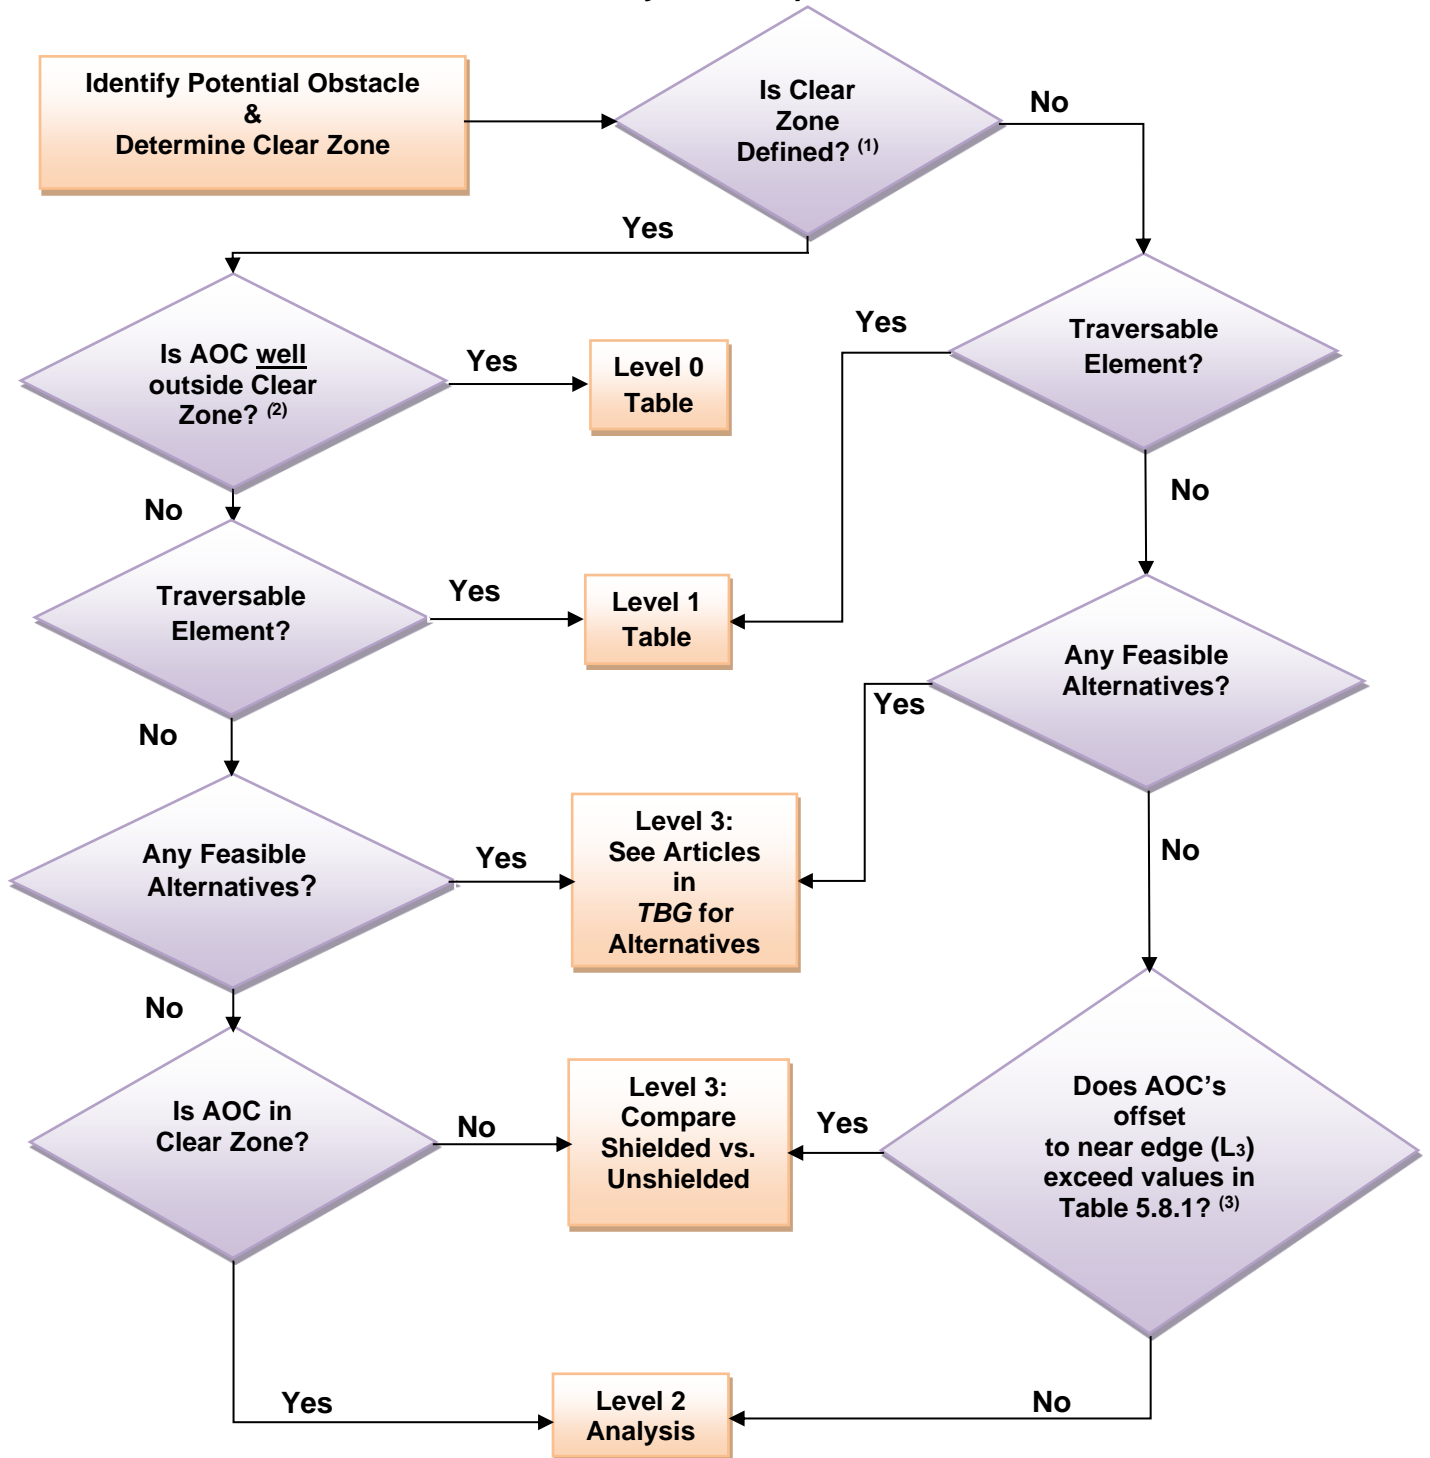 Identify Potential Obstacle
&
Determine Clear Zone
Is Clear
Zone
Defined? (1)
No
Yes
Is AOC well
outside Clear
Zone? (2)
Yes
Level 0
Table
Yes
Traversable
Element?
No
No
Traversable
Element?
Yes
Level 1
Table
Any Feasible
Alternatives?
Yes
No
Any Feasible
Alternatives?
Yes
Level 3:
See Articles
in
TBG for
Alternatives
No
No
Is AOC in
Clear Zone?
No
Level 3:
Compare
Shielded vs.
Unshielded
Yes
Does AOC’s
offset
to near edge (L3)
exceed values in
Table 5.8.1? (3)
Yes
Level 2
Analysis
No